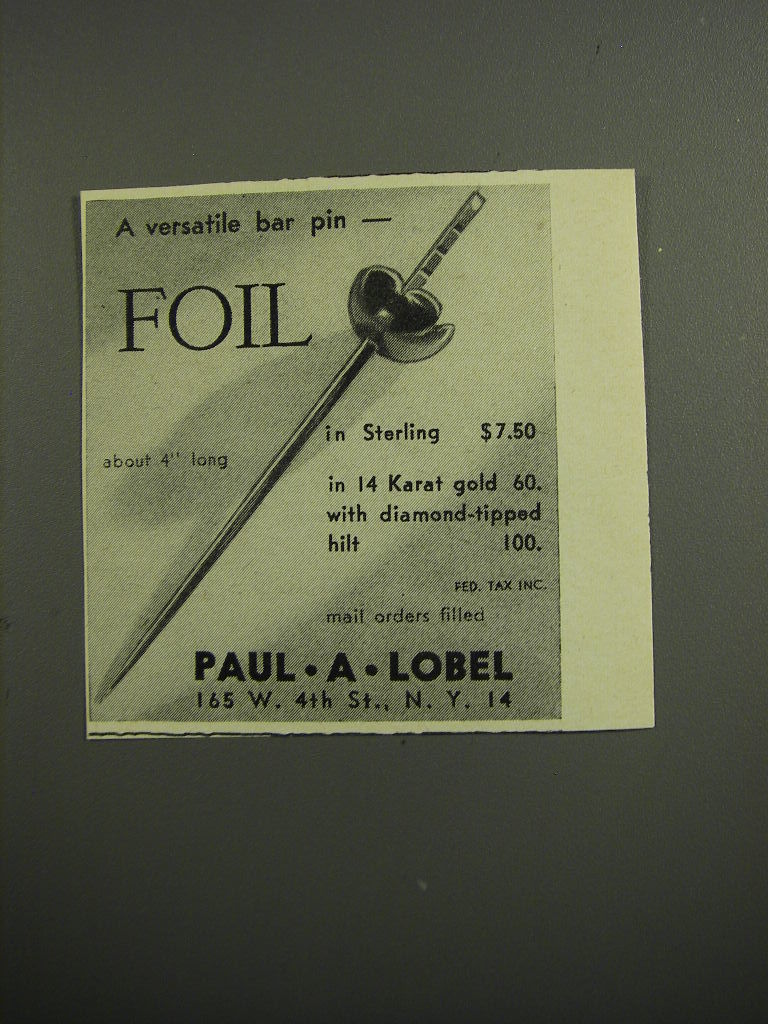 A versatile bar pin —
FOIL
in Sterling $7.50
about 4" long
in 14 Karat gold 60.
with diamond-tipped
hilt 100.
FED. TAX INC.
mail orders filled
PAUL • A • LOBEL
165 W. 4th St., N. Y. 14